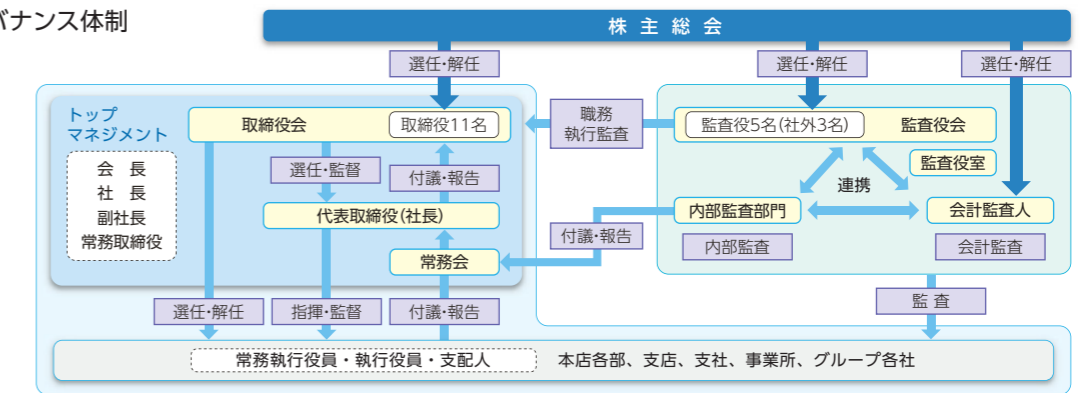 バナンス体制
株主総会
選任・解任
選任・解任
選任・解任
トップ
マネジメント
取締役会
取締役11名
職務
執行監査
監査役5名(社外3名)
監査役会
会長
社長
副社長
常務取締役
選任・監督
付議・報告
監査役室
連携
代表取締役(社長)
内部監査部門
会計監査人
付議・報告
内部監査
会計監査
常務会
選任・解任
指揮・監督
付議・報告
監査
常務執行役員・執行役員・支配人
本店各部、支店、支社、事業所、グループ各社